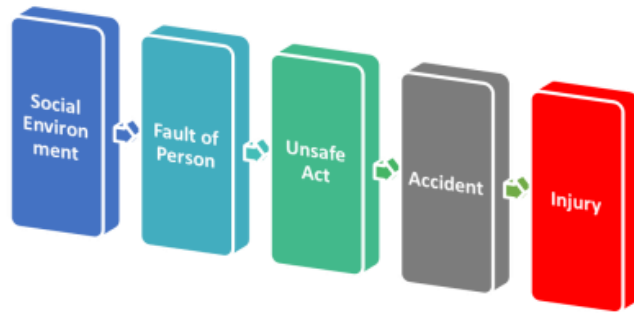 Social
Environ
ment
Fault of
Person
Unsafe
Act
Accident
Injury